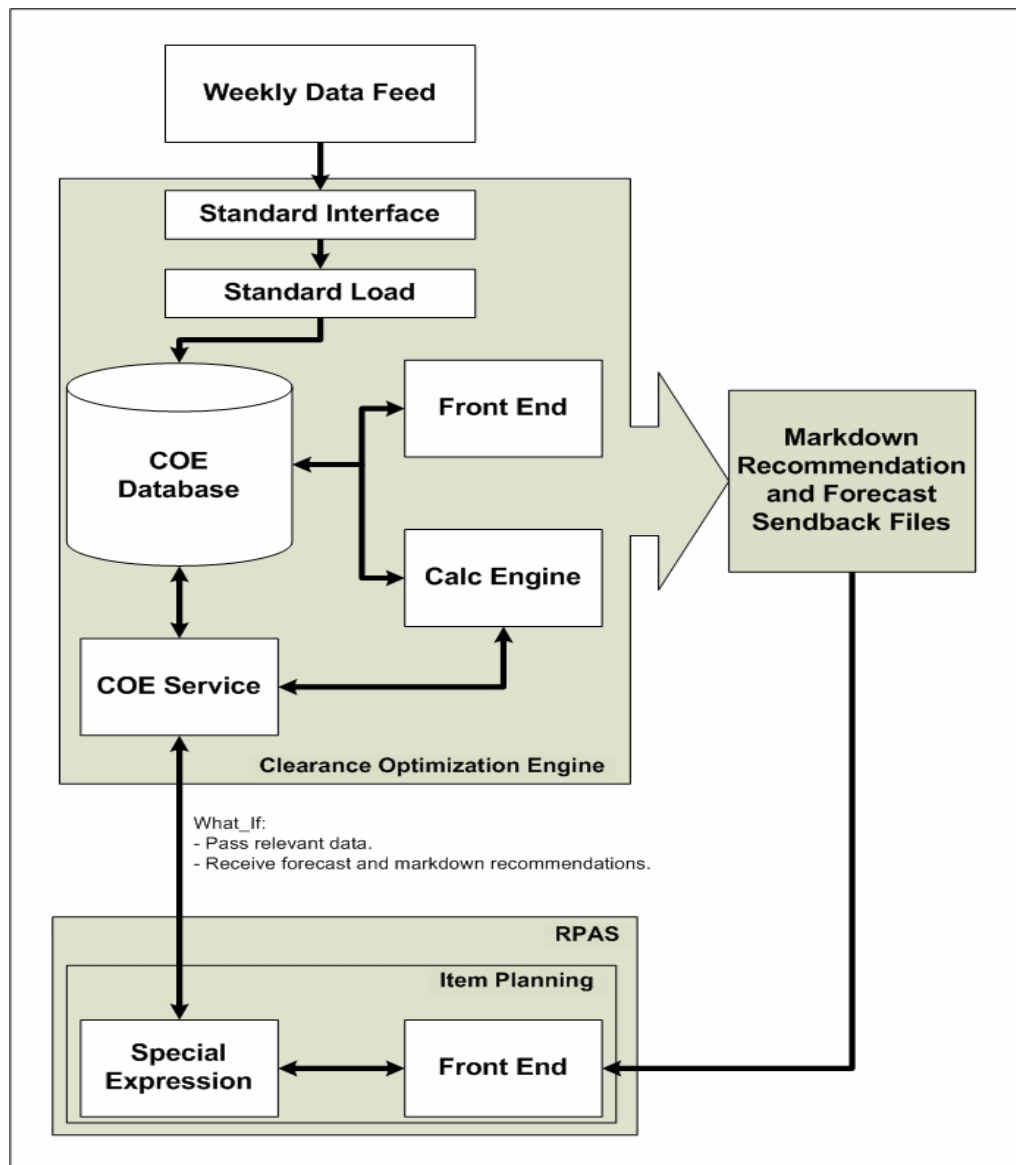 Weekly Data Feed
Standard Interface
Standard Load
COE
Database
Front End
Calc Engine
COE Service
Clearance Optimization Engine
Markdown
Recommendation
and Forecast
Sendback Files
What_If:
- Pass relevant data.
- Receive forecast and markdown recommendations.
RPAS
Item Planning
Special
Expression
Front End